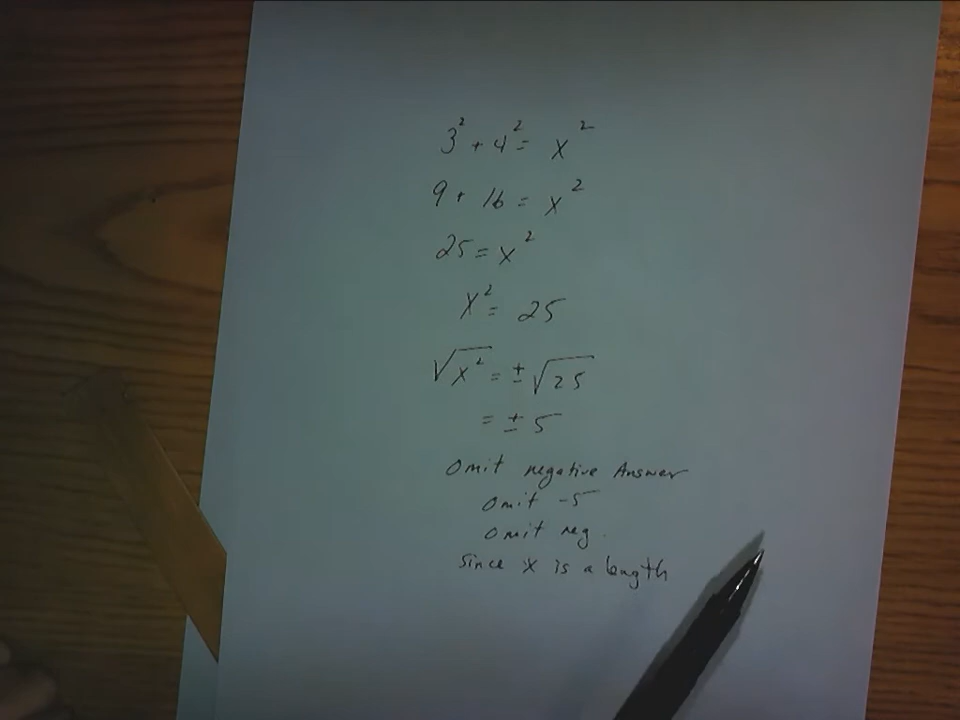 3² + 4² = x²
9 + 16 = x²
25 = x²
x² = 25
√x² = ± √25
= ± 5
Omit negative Answer
Omit -5
Omit neg.
Since x is a length